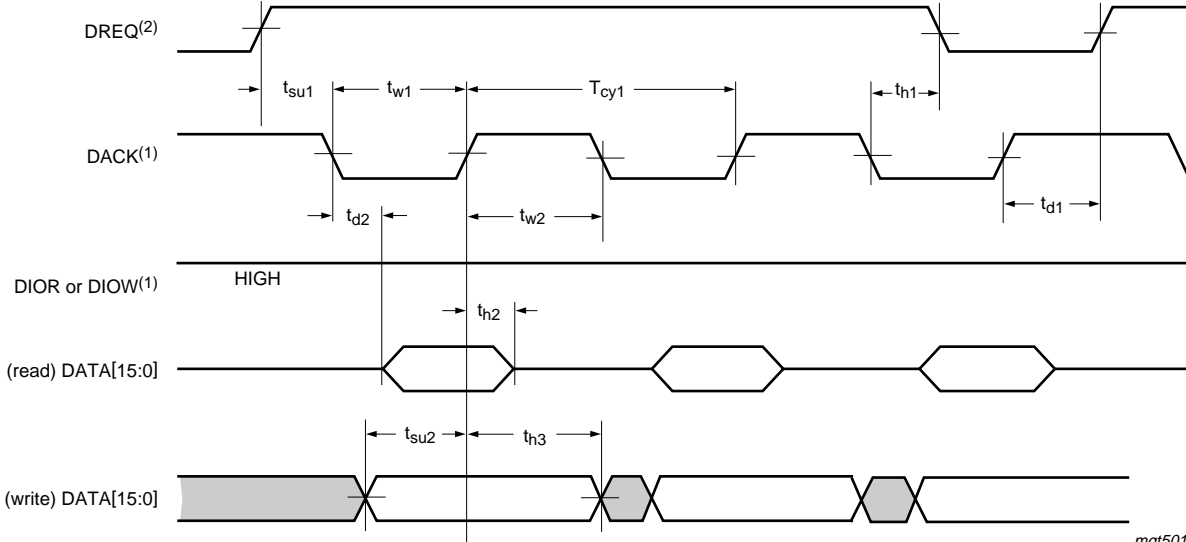 DREQ(2)
tsu1 tw1 Tcy1 th1
DACK(1)
td2 tw2 td1
DIOR or DIOW(1) HIGH
th2
(read) DATA[15:0]
tsu2 th3
(write) DATA[15:0]